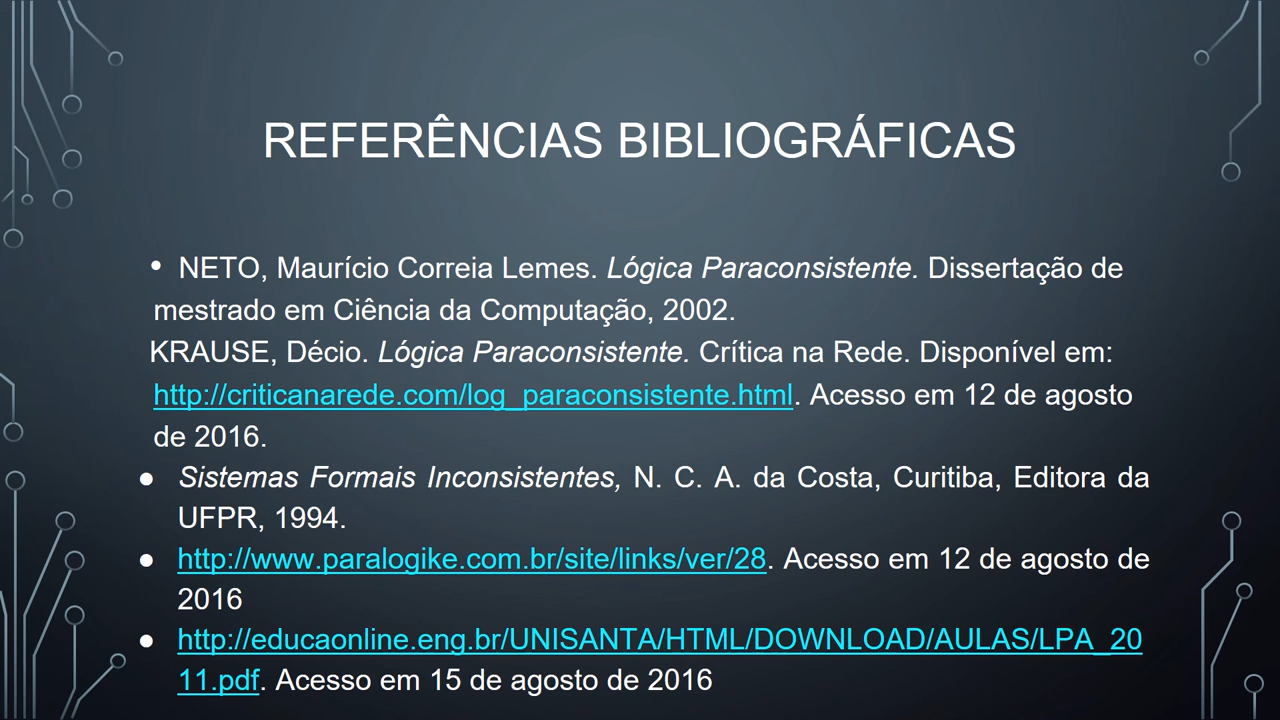 REFERÊNCIAS BIBLIOGRÁFICAS
• NETO, Maurício Correia Lemes. Lógica Paraconsistente. Dissertação de
mestrado em Ciência da Computação, 2002.
KRAUSE, Décio. Lógica Paraconsistente. Crítica na Rede. Disponível em:
http://criticanarede.com/log_paraconsistente.html. Acesso em 12 de agosto
de 2016.
● Sistemas Formais Inconsistentes, N. C. A. da Costa, Curitiba, Editora da
UFPR, 1994.
● http://www.paralogike.com.br/site/links/ver/28. Acesso em 12 de agosto de
2016
● http://educaonline.eng.br/UNISANTA/HTML/DOWNLOAD/AULAS/LPA_20
11.pdf. Acesso em 15 de agosto de 2016